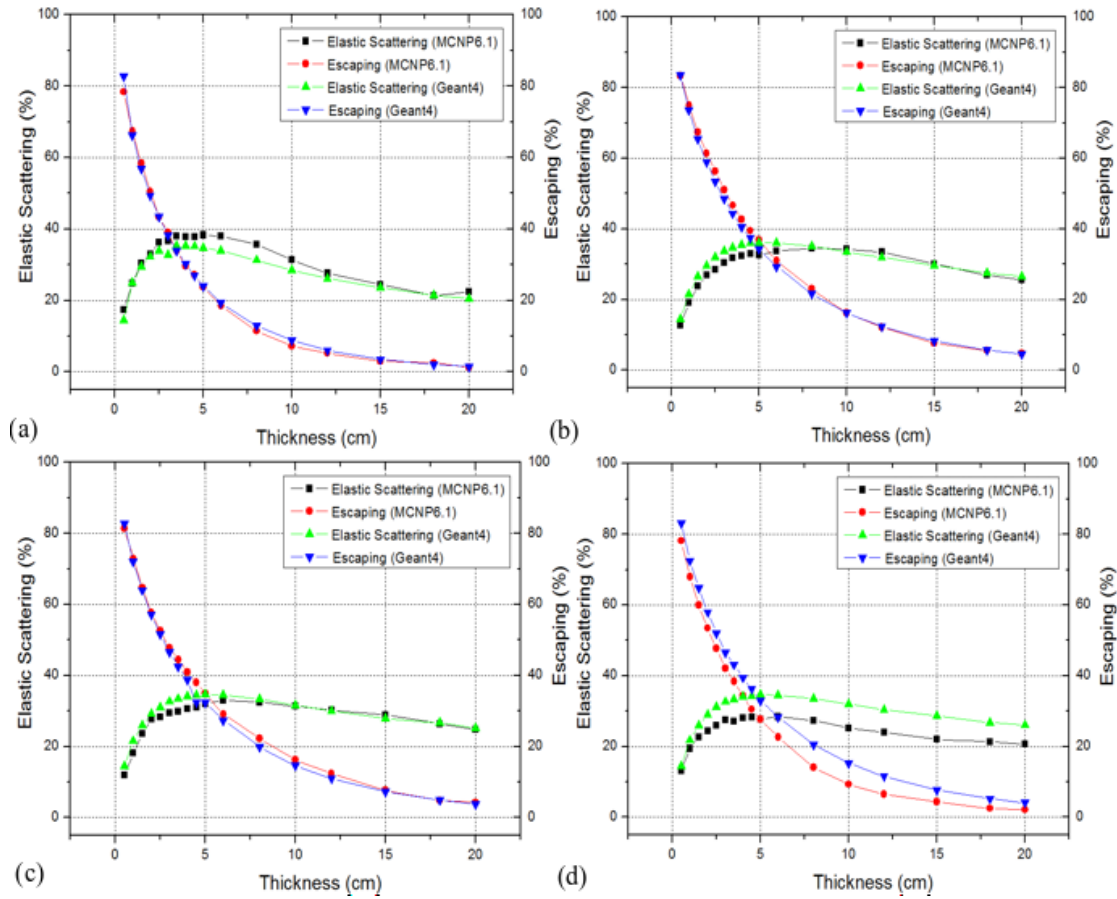 100
80
60
40
20
0
Elastic Scattering (%)
Elastic Scattering (MCNP6.1)
Escaping (MCNP6.1)
Elastic Scattering (Geant4)
Escaping (Geant4)
100
80
60
40
20
0
Escaping (%)
0 5 10 15 20
Thickness (cm)
(a)
100
80
60
40
20
0
Elastic Scattering (%)
Elastic Scattering (MCNP6.1)
Escaping (MCNP6.1)
Elastic Scattering (Geant4)
Escaping (Geant4)
100
80
60
40
20
0
Escaping (%)
0 5 10 15 20
Thickness (cm)
(b)
100
80
60
40
20
0
Elastic Scattering (%)
Elastic Scattering (MCNP6.1)
Escaping (MCNP6.1)
Elastic Scattering (Geant4)
Escaping (Geant4)
100
80
60
40
20
0
Escaping (%)
0 5 10 15 20
Thickness (cm)
(c)
100
80
60
40
20
0
Elastic Scattering (%)
Elastic Scattering (MCNP6.1)
Escaping (MCNP6.1)
Elastic Scattering (Geant4)
Escaping (Geant4)
100
80
60
40
20
0
Escaping (%)
0 5 10 15 20
Thickness (cm)
(d)